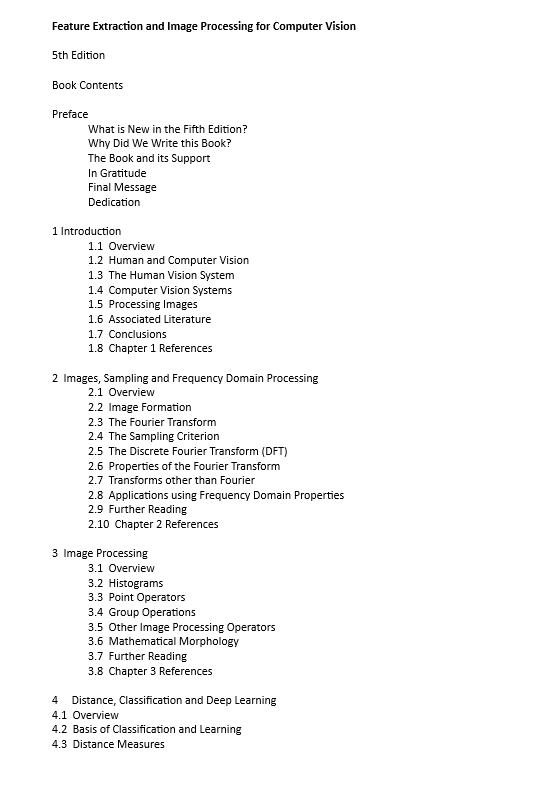 Feature Extraction and Image Processing for Computer Vision
5th Edition
Book Contents
Preface
What is New in the Fifth Edition?
Why Did We Write this Book?
The Book and its Support
In Gratitude
Final Message
Dedication
1 Introduction
1.1 Overview
1.2 Human and Computer Vision
1.3 The Human Vision System
1.4 Computer Vision Systems
1.5 Processing Images
1.6 Associated Literature
1.7 Conclusions
1.8 Chapter 1 References
2 Images, Sampling and Frequency Domain Processing
2.1 Overview
2.2 Image Formation
2.3 The Fourier Transform
2.4 The Sampling Criterion
2.5 The Discrete Fourier Transform (DFT)
2.6 Properties of the Fourier Transform
2.7 Transforms other than Fourier
2.8 Applications using Frequency Domain Properties
2.9 Further Reading
2.10 Chapter 2 References
3 Image Processing
3.1 Overview
3.2 Histograms
3.3 Point Operators
3.4 Group Operations
3.5 Other Image Processing Operators
3.6 Mathematical Morphology
3.7 Further Reading
3.8 Chapter 3 References
4 Distance, Classification and Deep Learning
4.1 Overview
4.2 Basis of Classification and Learning
4.3 Distance Measures